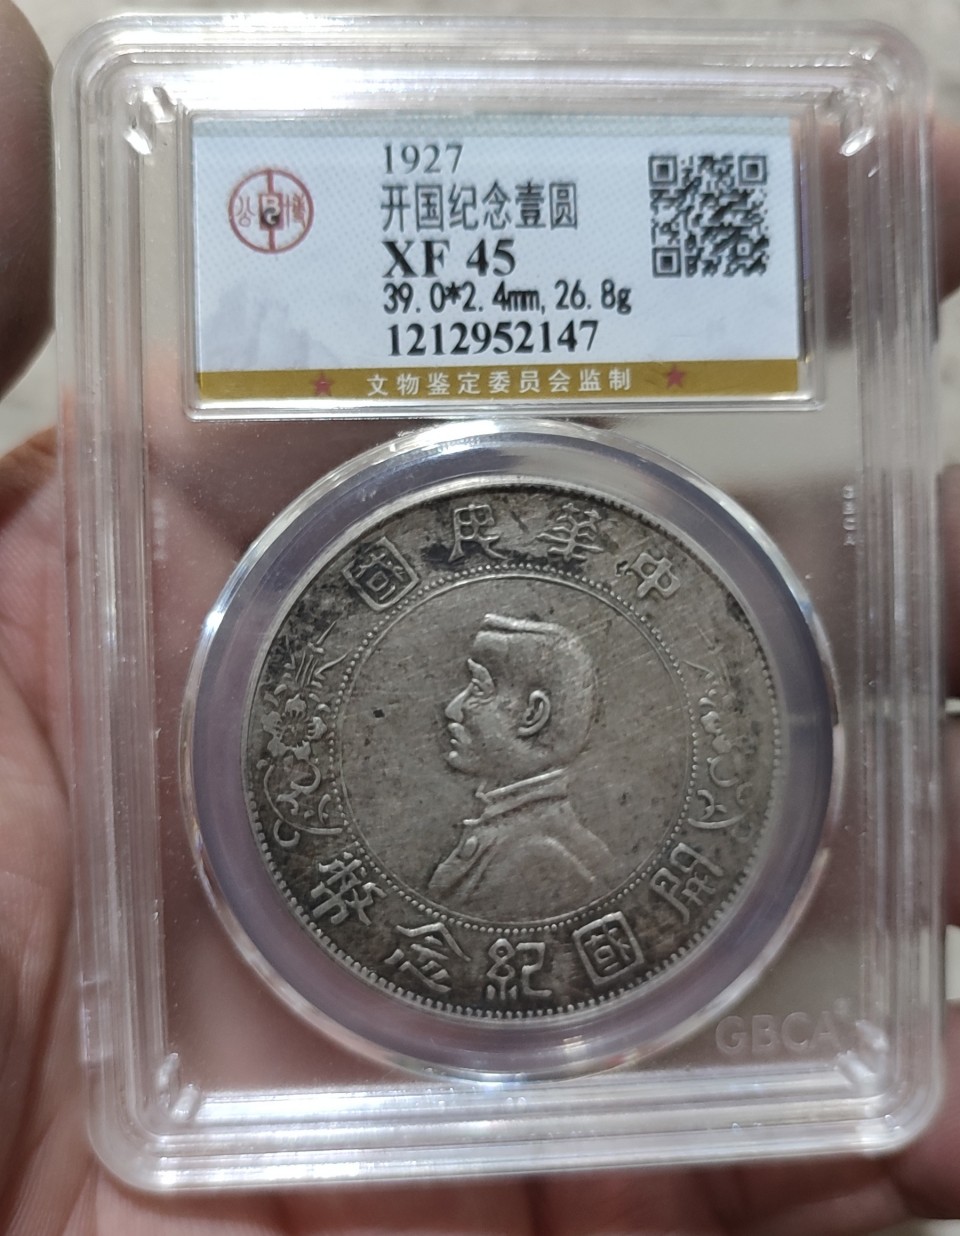 1927
开国纪念壹圆
XF 45
39.0*2.4mm, 26.8g
1212952147
文物鉴定委员会监制
中華民國
開國紀念幣
GBCA